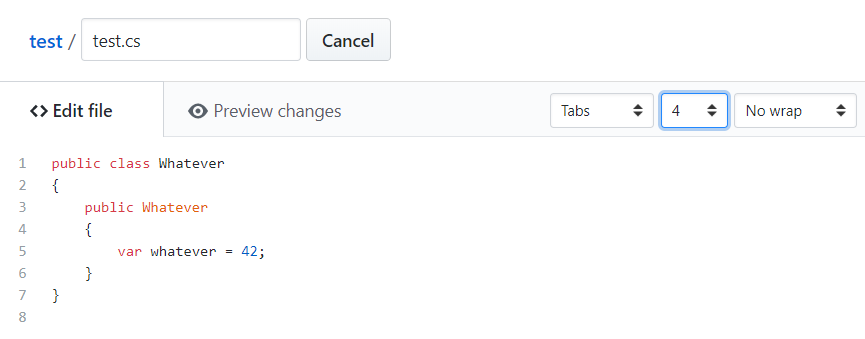 test / test.cs Cancel
<> Edit file Preview changes Tabs 4 No wrap
1 public class Whatever
2 {
3     public Whatever
4     {
5         var whatever = 42;
6     }
7 }
8